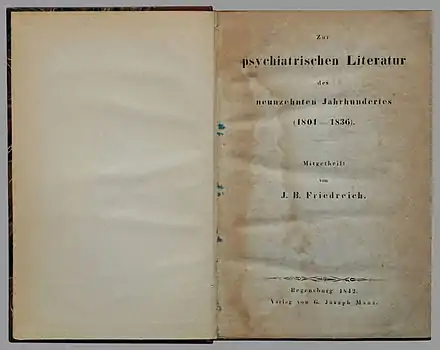 Zur
psychiatrischen Literatur
des
neunzehnten Jahrhundertes
(1801 — 1836).
Mitgetheilt
von
J. B. Friedreich.
Regensburg 1842.
Verlag von G. Joseph Manz.